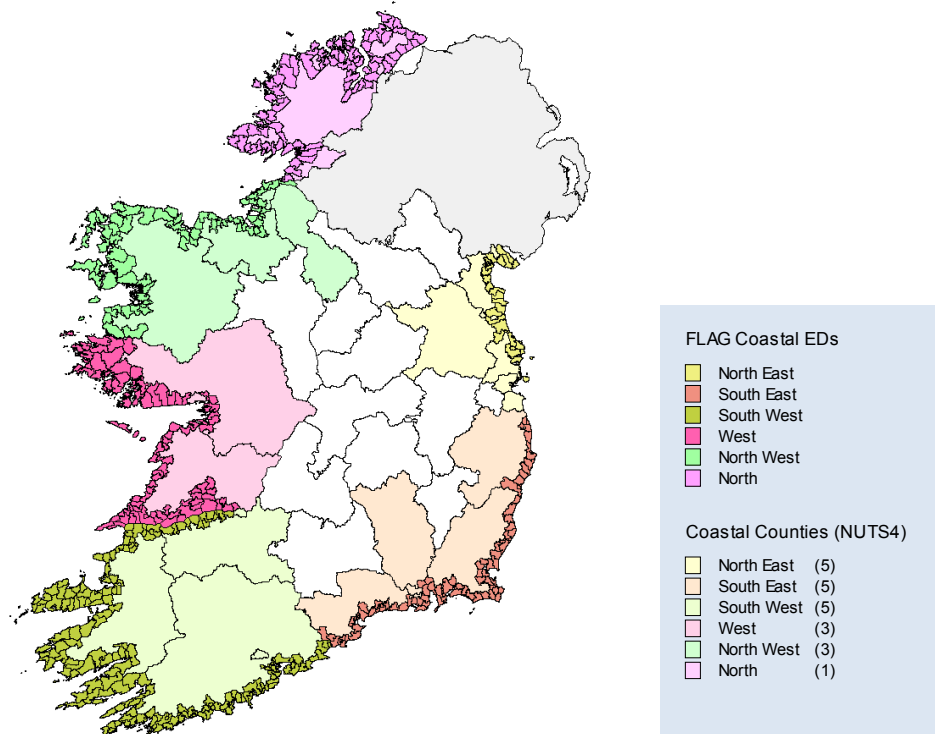 FLAG Coastal EDs
North East
South East
South West
West
North West
North
Coastal Counties (NUTS4)
North East (5)
South East (5)
South West (5)
West (3)
North West (3)
North (1)